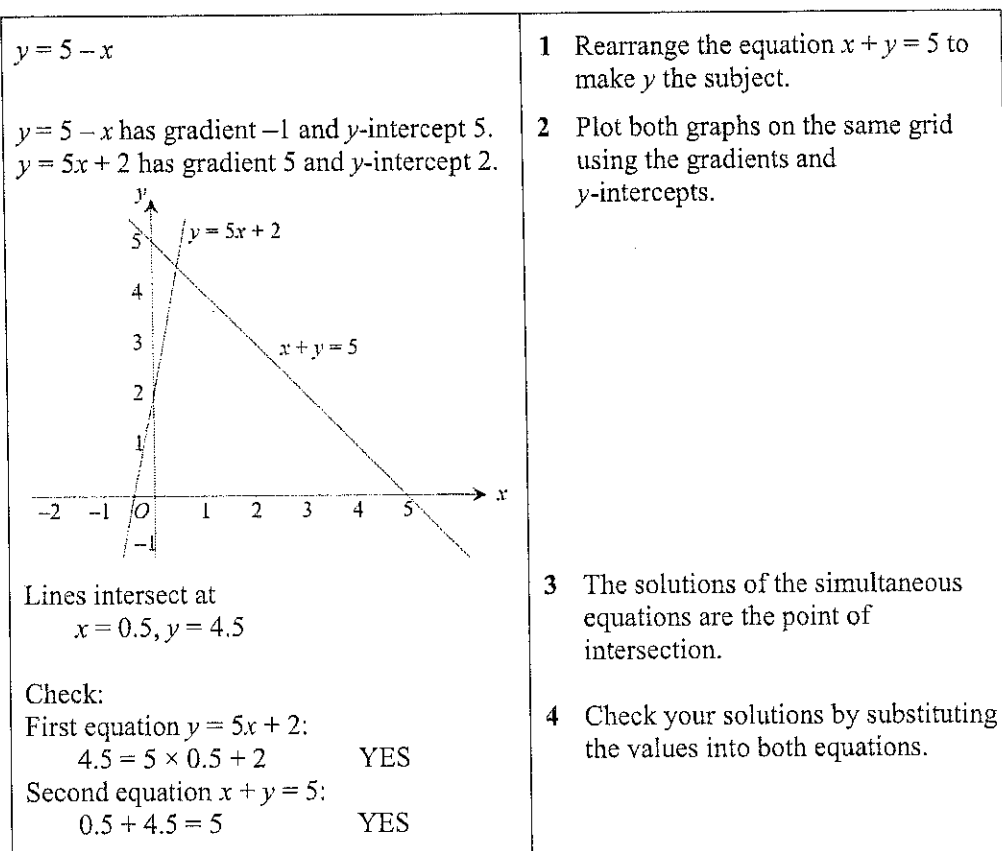 y = 5 – x
1 Rearrange the equation x + y = 5 to
make y the subject.
y = 5 – x has gradient –1 and y-intercept 5.
y = 5x + 2 has gradient 5 and y-intercept 2.
2 Plot both graphs on the same grid
using the gradients and
y-intercepts.
y
5
y = 5x + 2
4
3
x + y = 5
2
1
–2 –1 O 1 2 3 4 5 x
–1
Lines intersect at
x = 0.5, y = 4.5
3 The solutions of the simultaneous
equations are the point of
intersection.
Check:
First equation y = 5x + 2:
4.5 = 5 × 0.5 + 2 YES
Second equation x + y = 5:
0.5 + 4.5 = 5 YES
4 Check your solutions by substituting
the values into both equations.